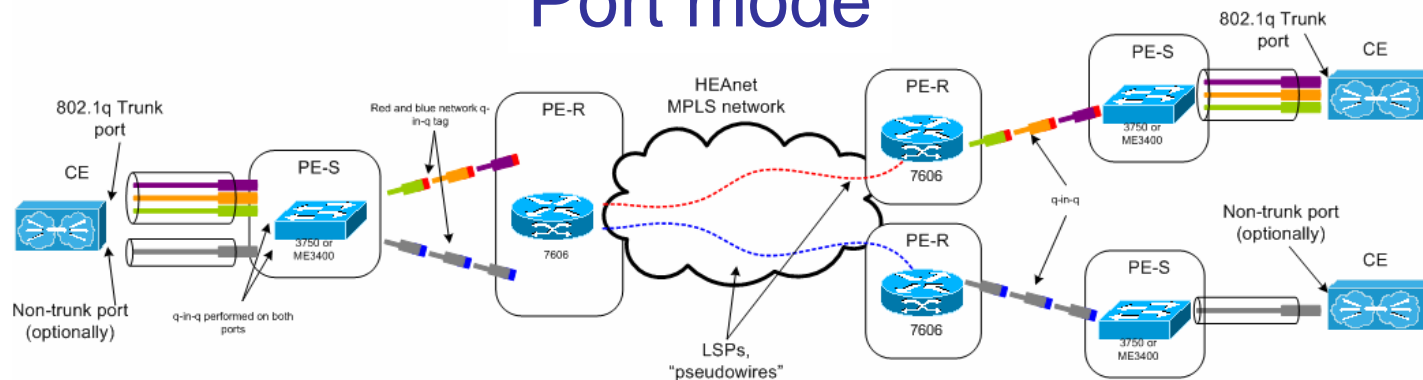 Port mode
802.1q Trunk
port
CE
Non-trunk port
(optionally)
PE-S
3750 or
ME3400
q-in-q performed on both
ports
Red and blue network q-
in-q tag
PE-R
7606
HEAnet
MPLS network
LSPs,
"pseudowires"
PE-R
7606
PE-R
7606
q-in-q
PE-S
3750 or
ME3400
802.1q Trunk
port
CE
PE-S
3750 or
ME3400
Non-trunk port
(optionally)
CE